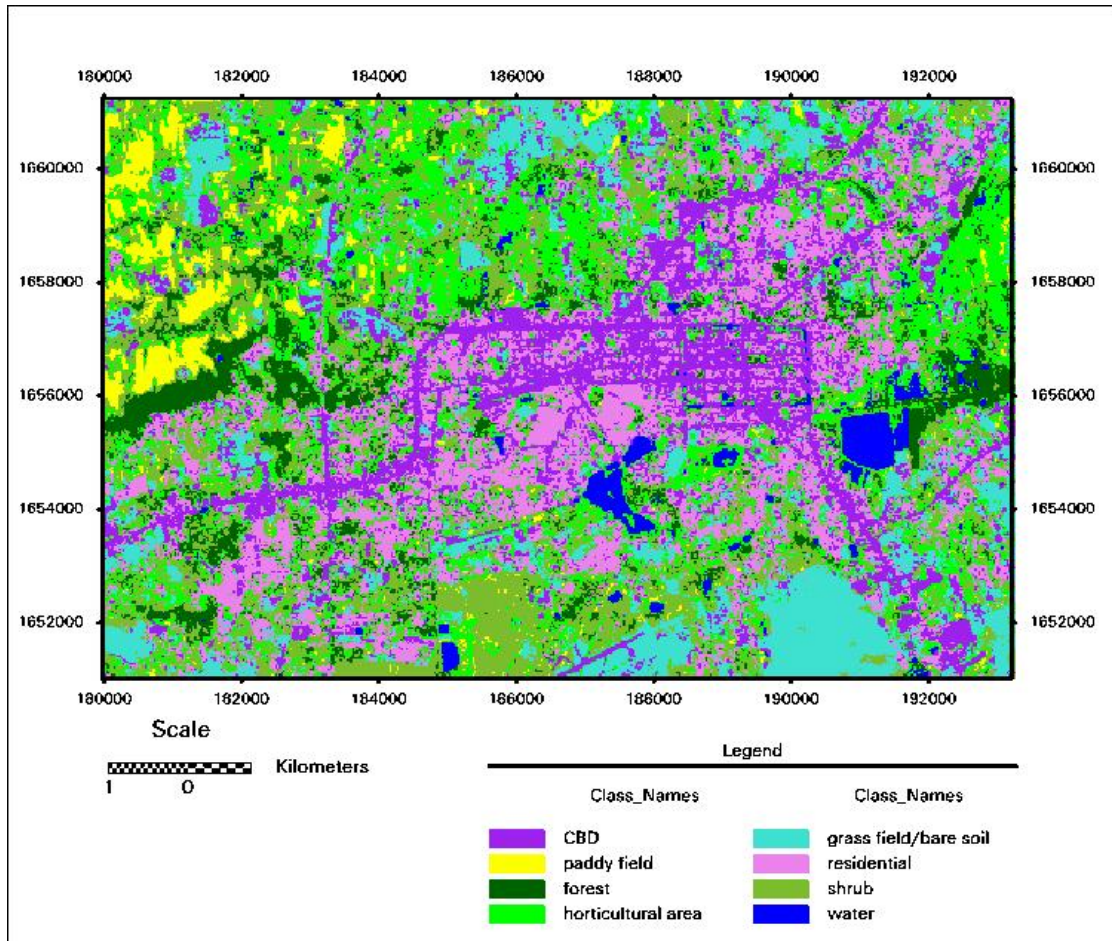 180000 182000 184000 186000 188000 190000 192000
1660000 1660000
1658000 1658000
1656000 1656000
1654000 1654000
1652000 1652000
180000 182000 184000 186000 188000 190000 192000
Scale
Kilometers
1 0
Legend
Class_Names Class_Names
CBD grass field/bare soil
paddy field residential
forest shrub
horticultural area water